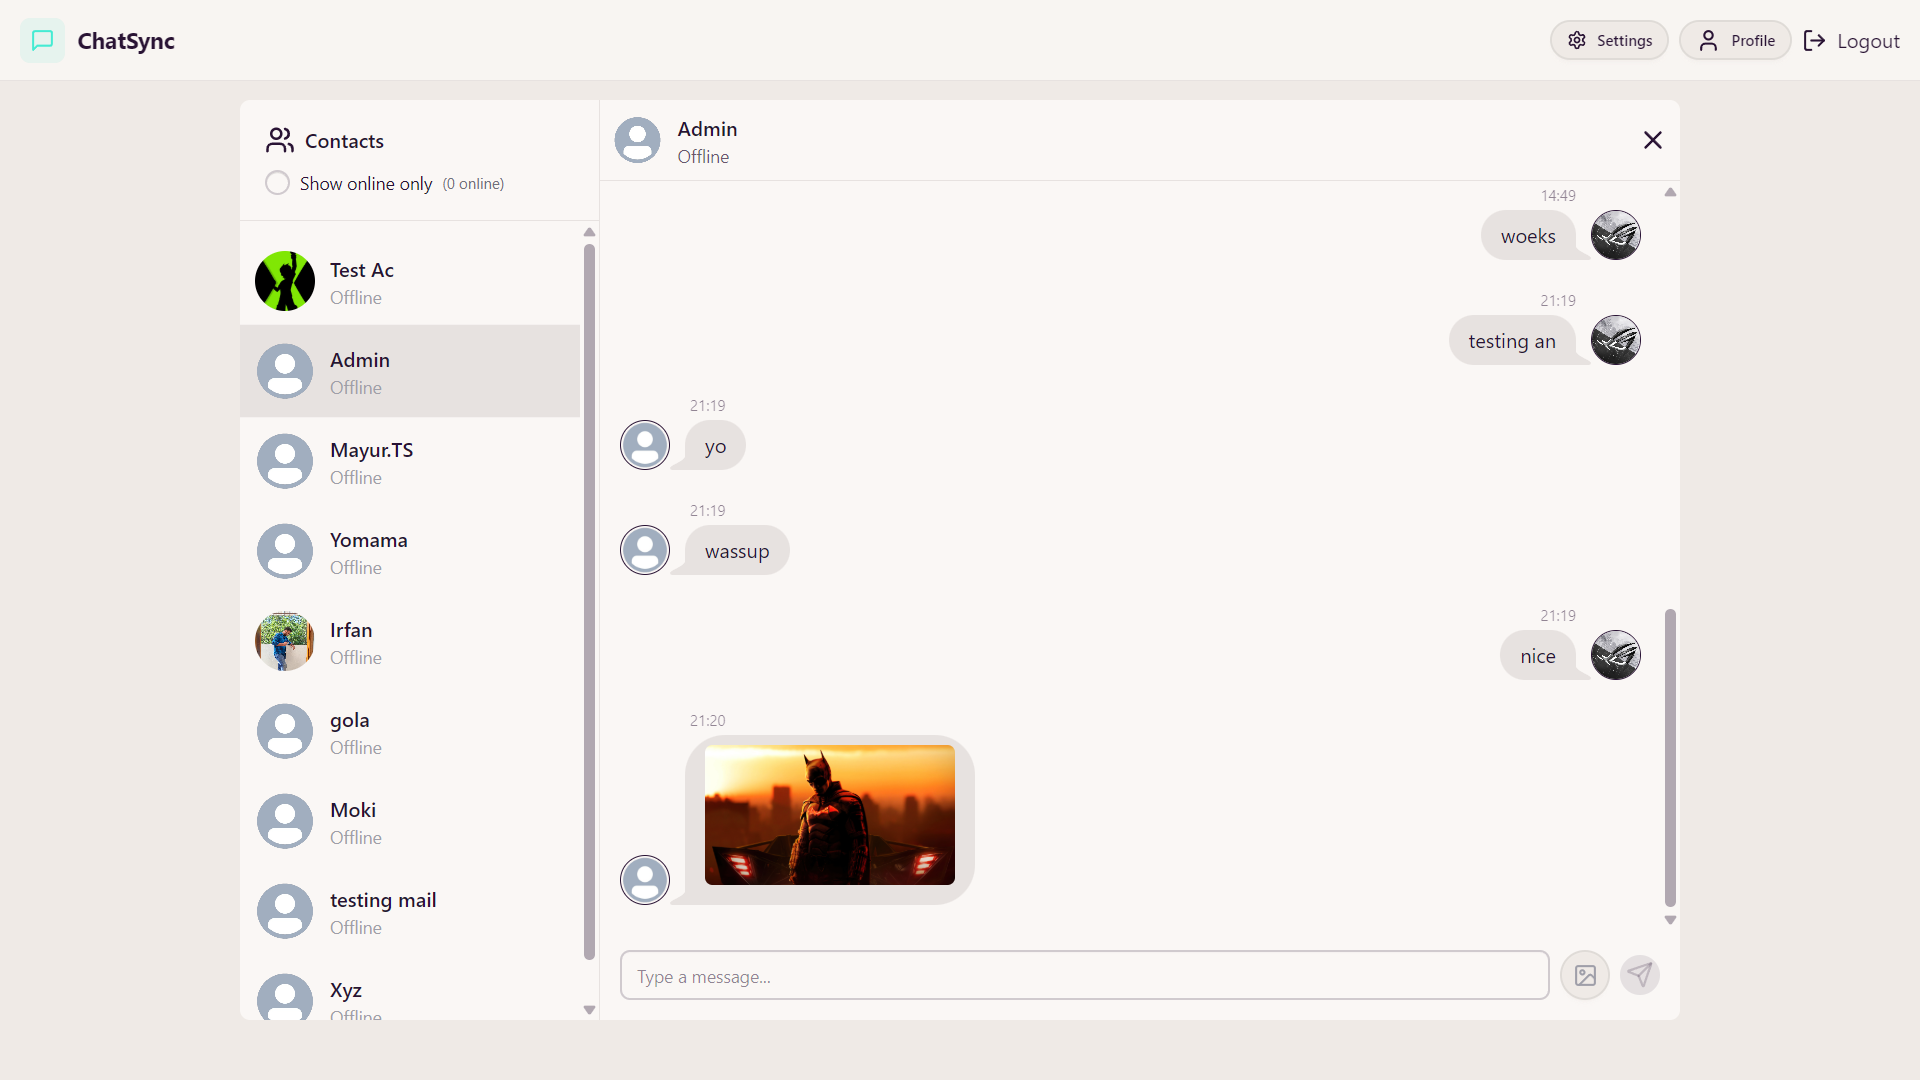 ChatSync
Settings
Profile
Logout
Contacts
Show online only (0 online)
Test Ac
Offline
Admin
Offline
Mayur.TS
Offline
Yomama
Offline
Irfan
Offline
gola
Offline
Moki
Offline
testing mail
Offline
Xyz
Offline
Admin
Offline
14:49
woeks
21:19
testing an
21:19
yo
21:19
wassup
21:19
nice
21:20
Type a message...